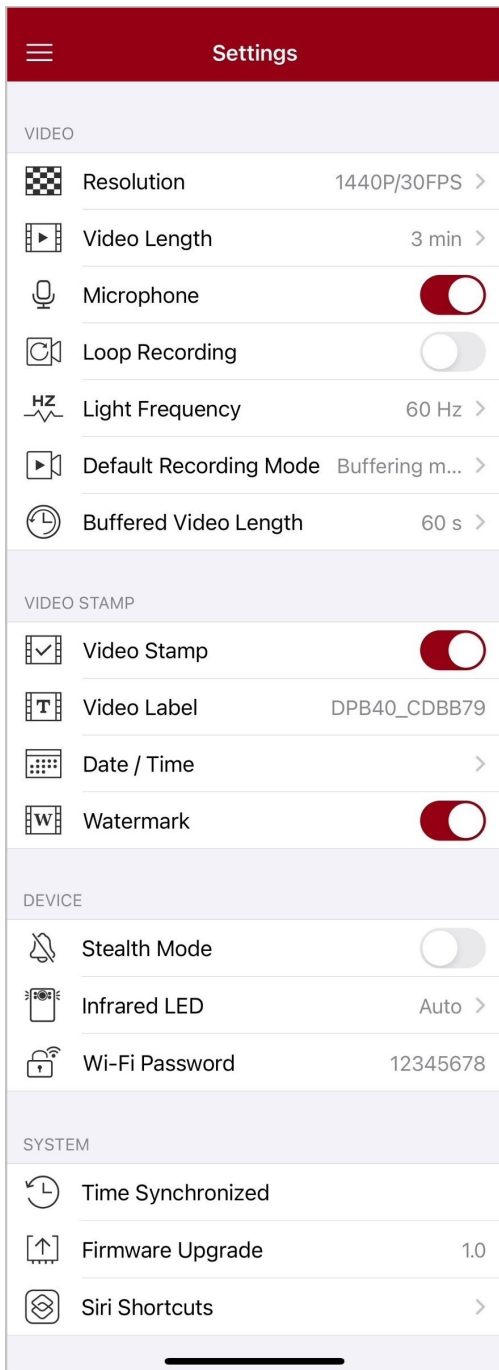 Settings
VIDEO
Resolution 1440P/30FPS
Video Length 3 min
Microphone
Loop Recording
HZ Light Frequency 60 Hz
Default Recording Mode Buffering m...
Buffered Video Length 60 s
VIDEO STAMP
Video Stamp
T Video Label DPB40_CDBB79
Date / Time
W Watermark
DEVICE
Stealth Mode
Infrared LED Auto
Wi-Fi Password 12345678
SYSTEM
Time Synchronized
Firmware Upgrade 1.0
Siri Shortcuts